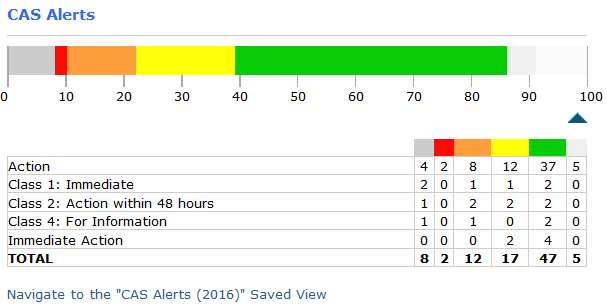 CAS Alerts
0 10 20 30 40 50 60 70 80 90 100
Action 4 2 8 12 37 5
Class 1: Immediate 2 0 1 1 2 0
Class 2: Action within 48 hours 1 0 2 2 2 0
Class 4: For Information 1 0 1 0 2 0
Immediate Action 0 0 0 2 4 0
TOTAL 8 2 12 17 47 5
Navigate to the "CAS Alerts (2016)" Saved View